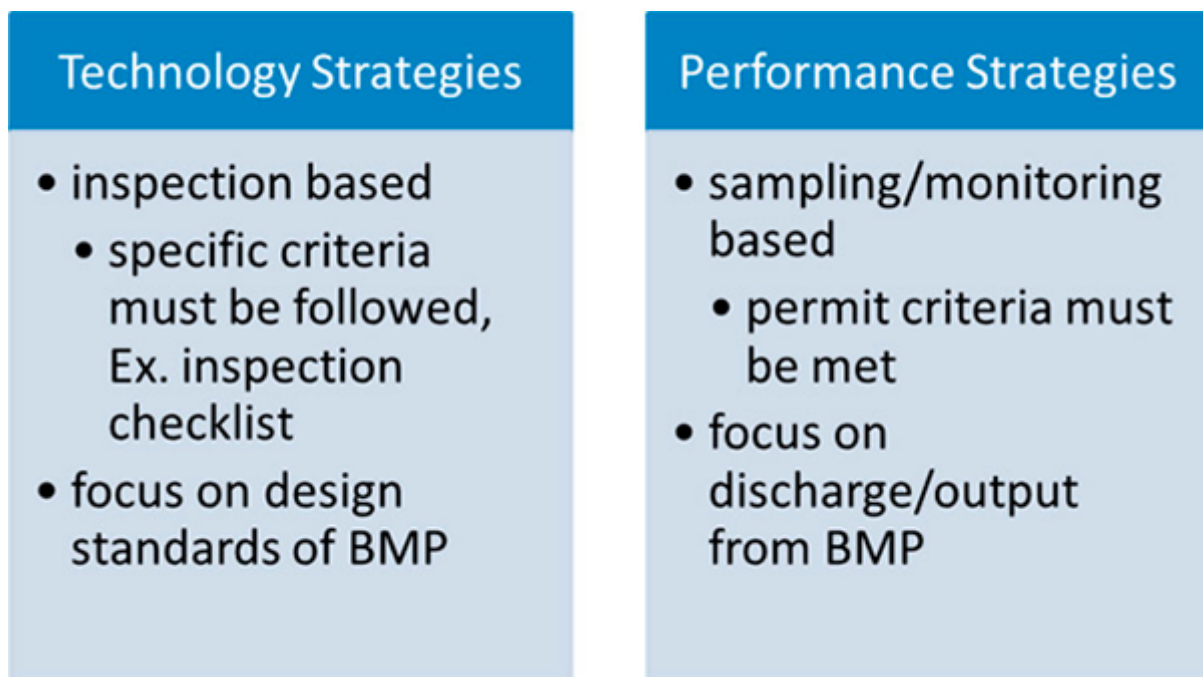 Technology Strategies
• inspection based
• specific criteria
must be followed,
Ex. inspection
checklist
• focus on design
standards of BMP
Performance Strategies
• sampling/monitoring
based
• permit criteria must
be met
• focus on
discharge/output
from BMP